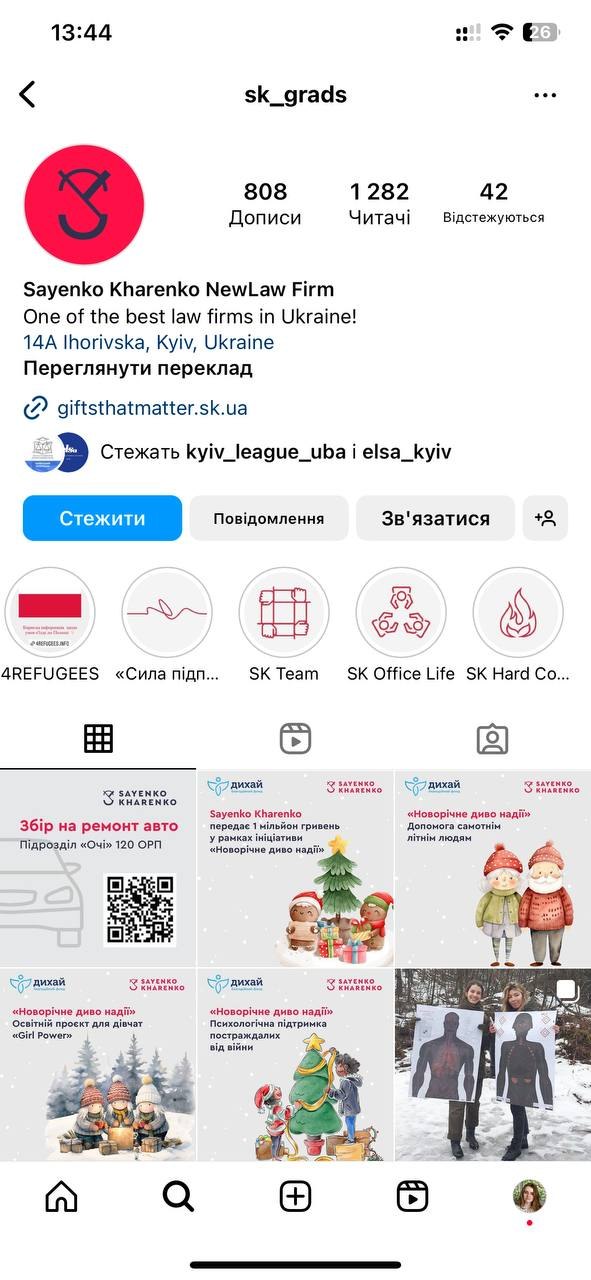 13:44
26
sk_grads
808
Дописи
1 282
Читачі
42
Відстежуються
Sayenko Kharenko NewLaw Firm
One of the best law firms in Ukraine!
14A Ihorivska, Kyiv, Ukraine
Переглянути переклад
giftsthatmatter.sk.ua
Стежать kyiv_league_uba і elsa_kyiv
Стежити
Повідомлення
Зв'язатися
4REFUGEES.INFO
4REFUGEES
«Сила підп...
SK Team
SK Office Life
SK Hard Co...
SAYENKO
KHARENKO
Збір на ремонт авто
Підрозділ «Очі» 120 ОРП
дихай
SAYENKO
KHARENKO
Sayenko Kharenko
передає 1 мільйон гривень
у рамках ініціативи
«Новорічне диво надії»
дихай
SAYENKO
KHARENKO
«Новорічне диво надії»
Допомога самотнім
літнім людям
дихай
SAYENKO
KHARENKO
«Новорічне диво надії»
Освітній проєкт для дівчат
«Girl Power»
дихай
SAYENKO
KHARENKO
«Новорічне диво надії»
Психологічна підтримка
постраждалих
від війни